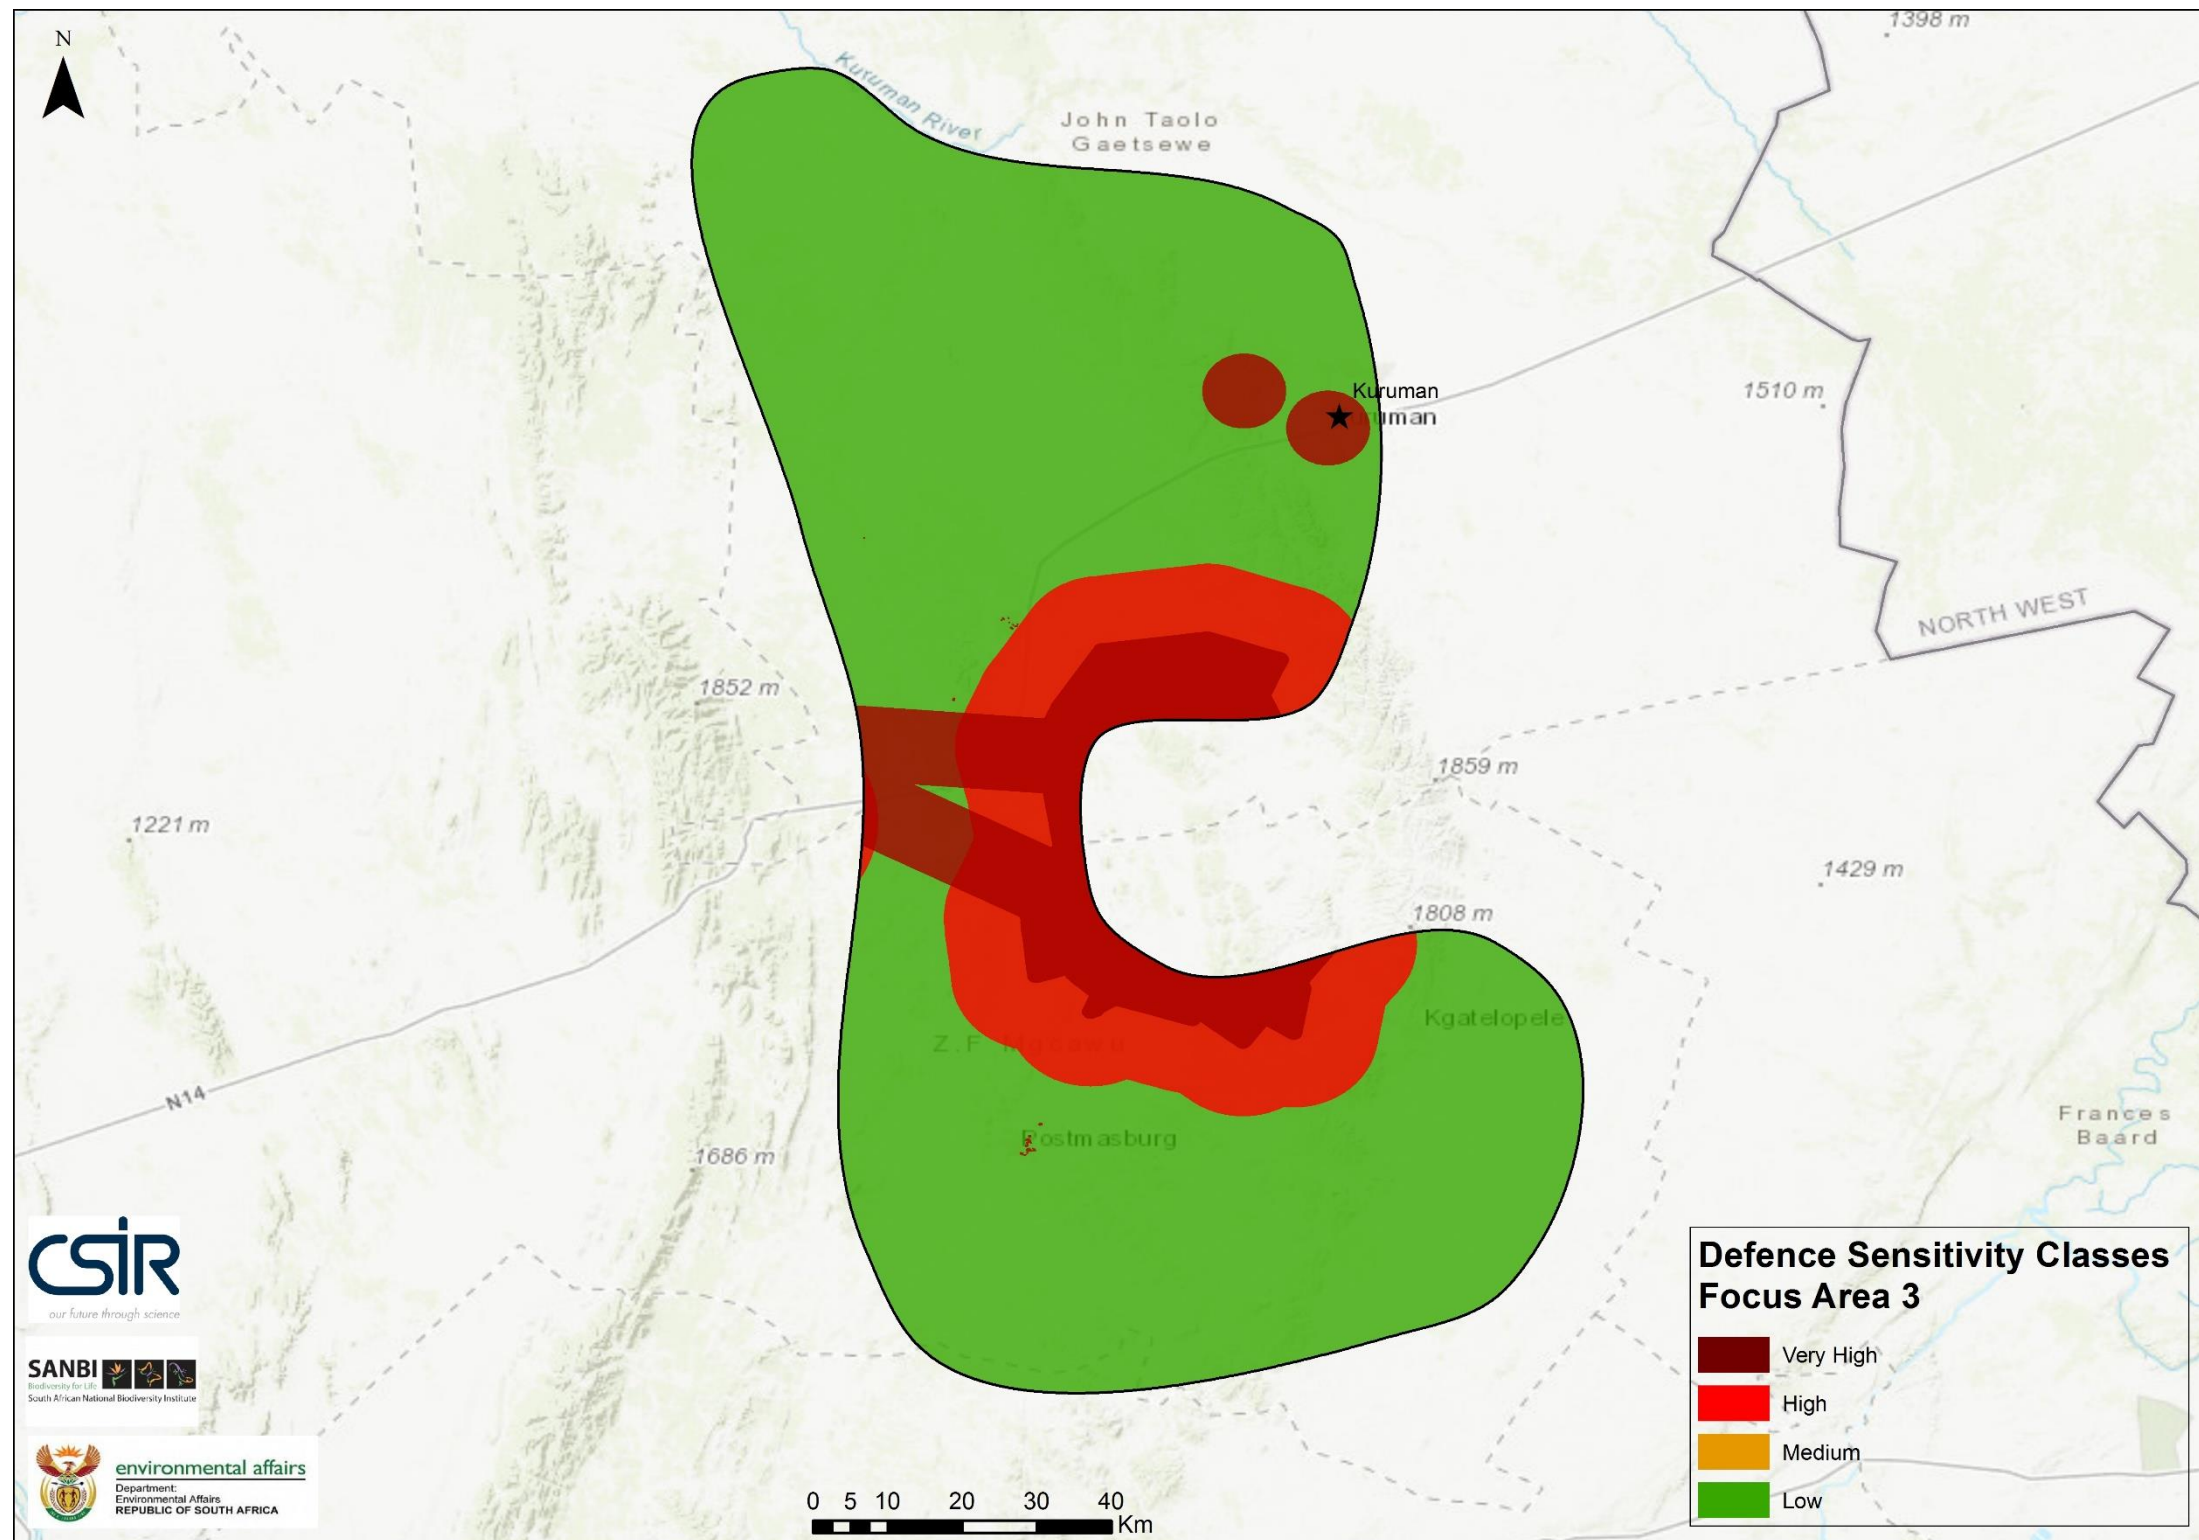 N
1398 m
Kuruman River
John Taolo
Gaetsewe
Kuruman
uman
1510 m
NORTH WEST
1852 m
1859 m
1221 m
1429 m
1808 m
Kgatelopele
Z.F
N14
Postmasburg
1686 m
Frances
Baard
CSIR
our future through science
SANBI
Biodiversity for Life
South African National Biodiversity Institute
environmental affairs
Department:
Environmental Affairs
REPUBLIC OF SOUTH AFRICA
0 5 10 20 30 40
Km
Defence Sensitivity Classes
Focus Area 3
Very High
High
Medium
Low